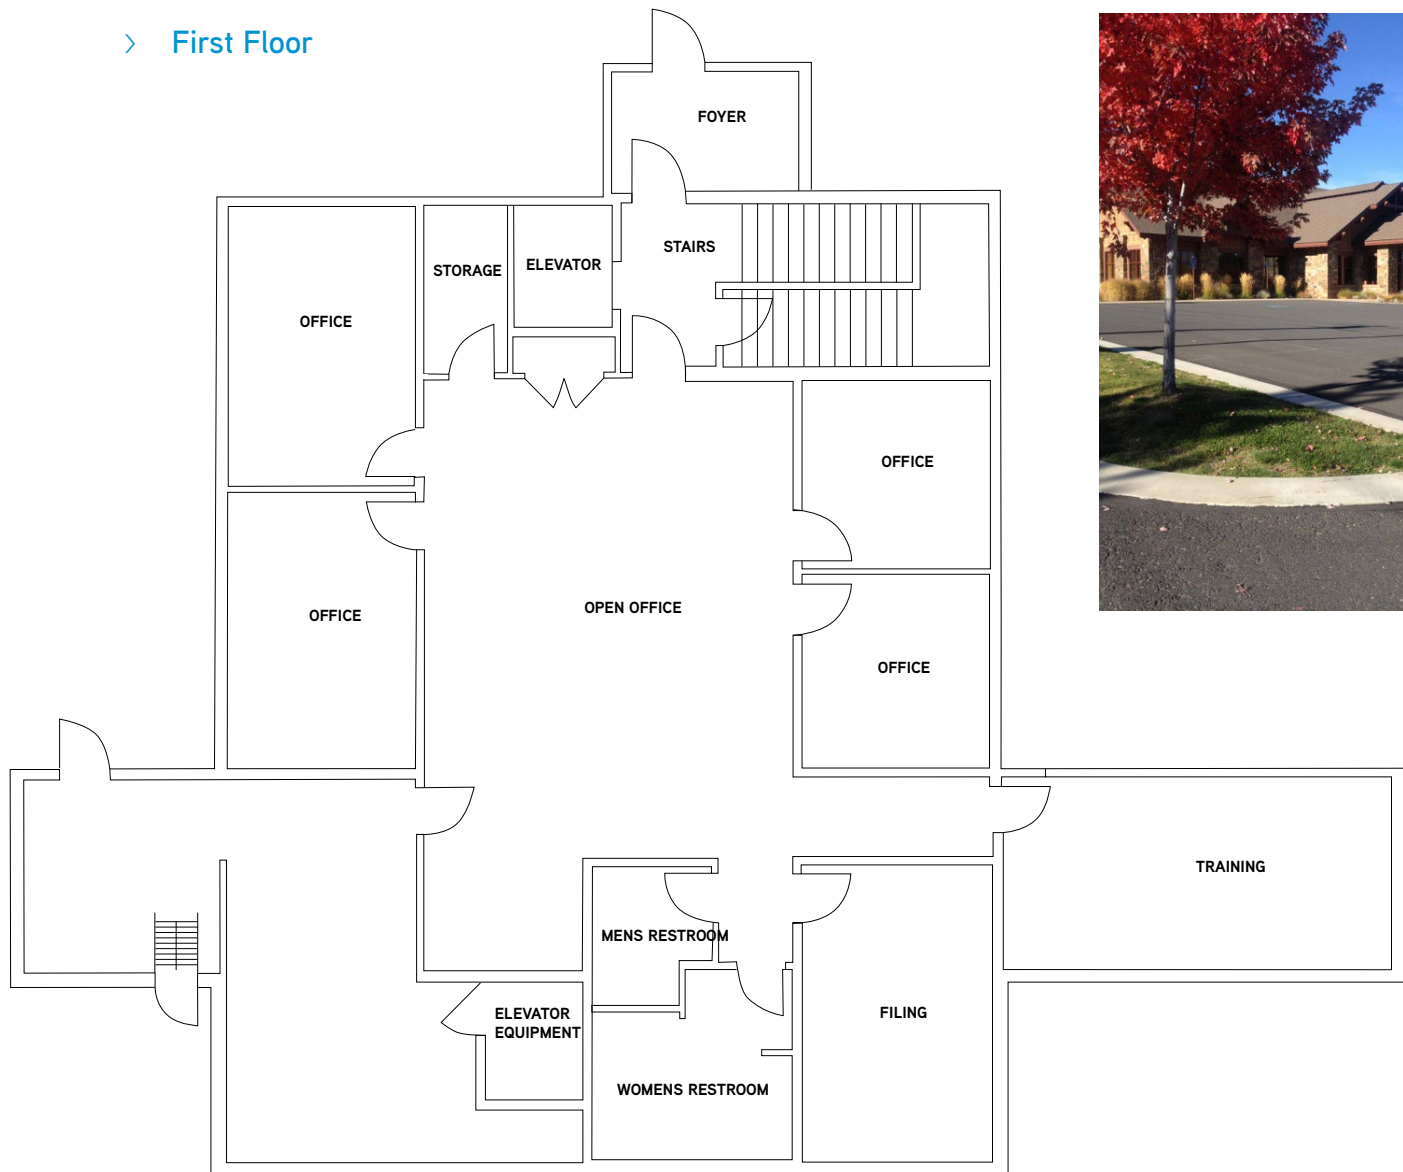 › First Floor
FOYER
STAIRS
STORAGE
ELEVATOR
OFFICE
OFFICE
OPEN OFFICE
OFFICE
OFFICE
TRAINING
MENS RESTROOM
ELEVATOR
EQUIPMENT
FILING
WOMENS RESTROOM